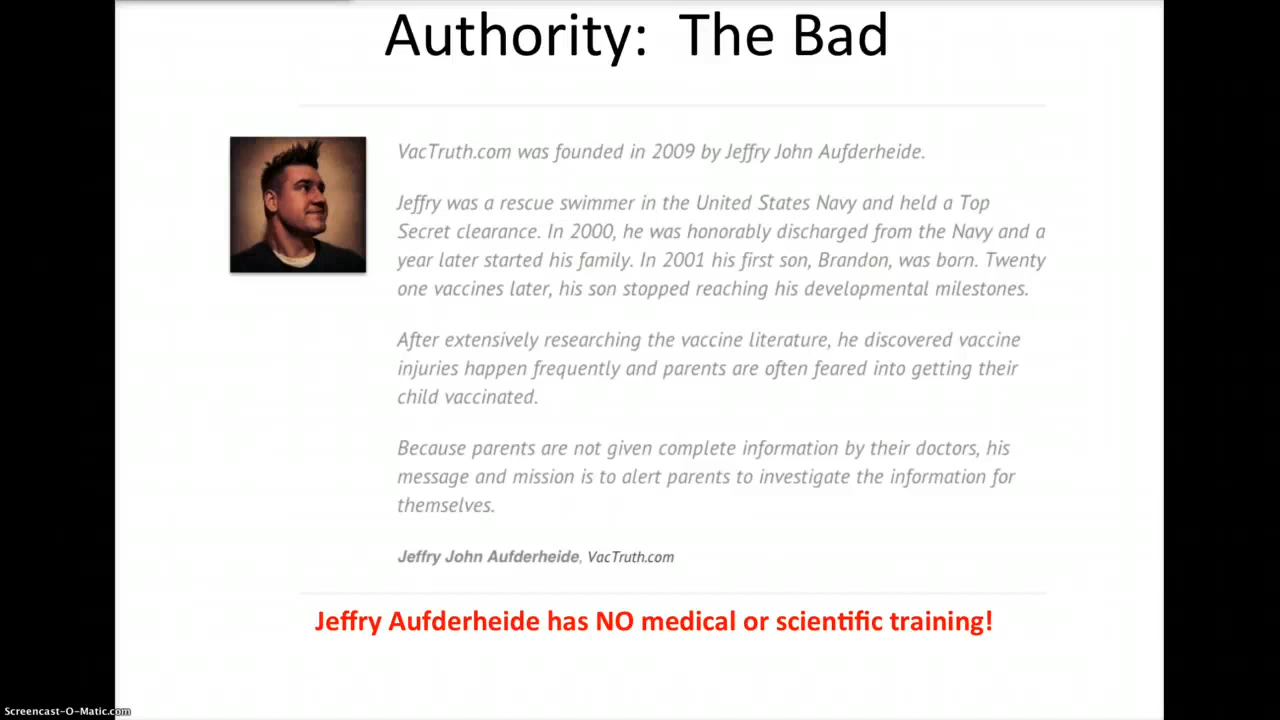 Authority: The Bad
VacTruth.com was founded in 2009 by Jeffry John Aufderheide.
Jeffry was a rescue swimmer in the United States Navy and held a Top
Secret clearance. In 2000, he was honorably discharged from the Navy and a
year later started his family. In 2001 his first son, Brandon, was born. Twenty
one vaccines later, his son stopped reaching his developmental milestones.
After extensively researching the vaccine literature, he discovered vaccine
injuries happen frequently and parents are often feared into getting their
child vaccinated.
Because parents are not given complete information by their doctors, his
message and mission is to alert parents to investigate the information for
themselves.
Jeffry John Aufderheide, VacTruth.com
Jeffry Aufderheide has NO medical or scientific training!
Screencast-O-Matic.com